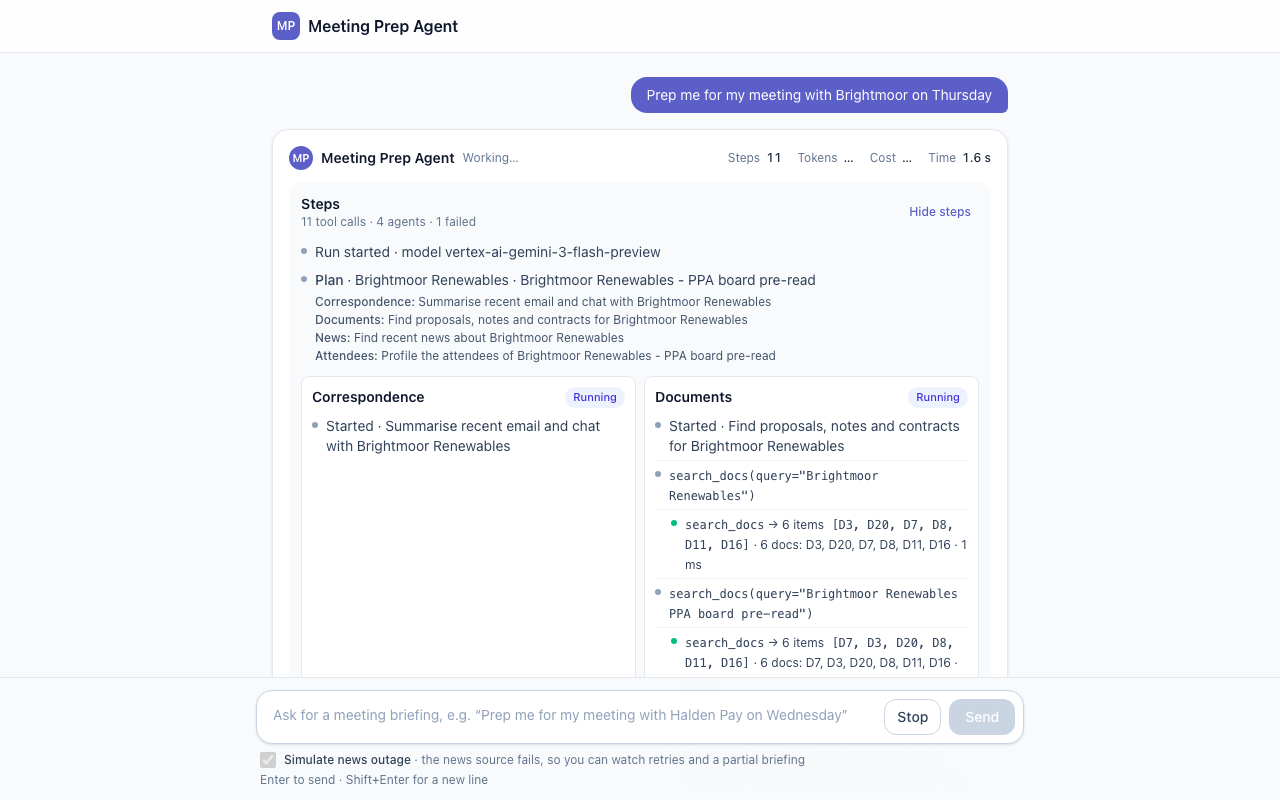 MP Meeting Prep Agent
Prep me for my meeting with Brightmoor on Thursday
MP Meeting Prep Agent Working... Steps 11 Tokens ... Cost ... Time 1.6 s
Steps
11 tool calls · 4 agents · 1 failed
Hide steps
Run started · model vertex-ai-gemini-3-flash-preview
Plan · Brightmoor Renewables · Brightmoor Renewables - PPA board pre-read
Correspondence: Summarise recent email and chat with Brightmoor Renewables
Documents: Find proposals, notes and contracts for Brightmoor Renewables
News: Find recent news about Brightmoor Renewables
Attendees: Profile the attendees of Brightmoor Renewables - PPA board pre-read
Correspondence Running
Started · Summarise recent email and chat
with Brightmoor Renewables
Documents Running
Started · Find proposals, notes and contracts
for Brightmoor Renewables
search_docs(query="Brightmoor
Renewables")
search_docs → 6 items [D3, D20, D7, D8,
D11, D16] · 6 docs: D3, D20, D7, D8, D11, D16 · 1
ms
search_docs(query="Brightmoor Renewables
PPA board pre-read")
search_docs → 6 items [D7, D3, D20, D8,
D11, D16] · 6 docs: D7, D3, D20, D8, D11, D16 ·
Ask for a meeting briefing, e.g. “Prep me for my meeting with Halden Pay on Wednesday”
Stop
Send
Simulate news outage · the news source fails, so you can watch retries and a partial briefing
Enter to send · Shift+Enter for a new line